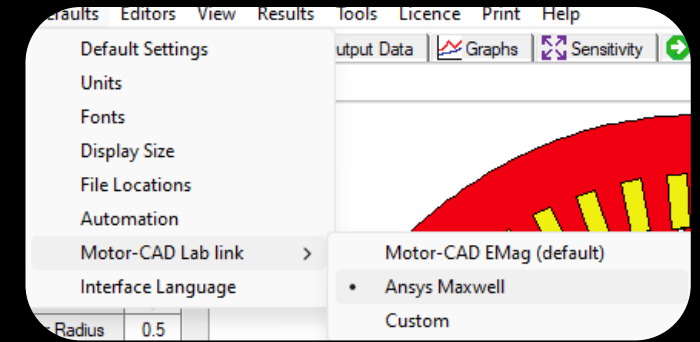 Editors View Results Tools Licence Print Help
Default Settings
Data Graphs Sensitivity
Units
Fonts
Display Size
File Locations
Automation
Motor-CAD Lab link
Motor-CAD EMag (default)
Interface Language
Ansys Maxwell
Custom
Radius 0.5